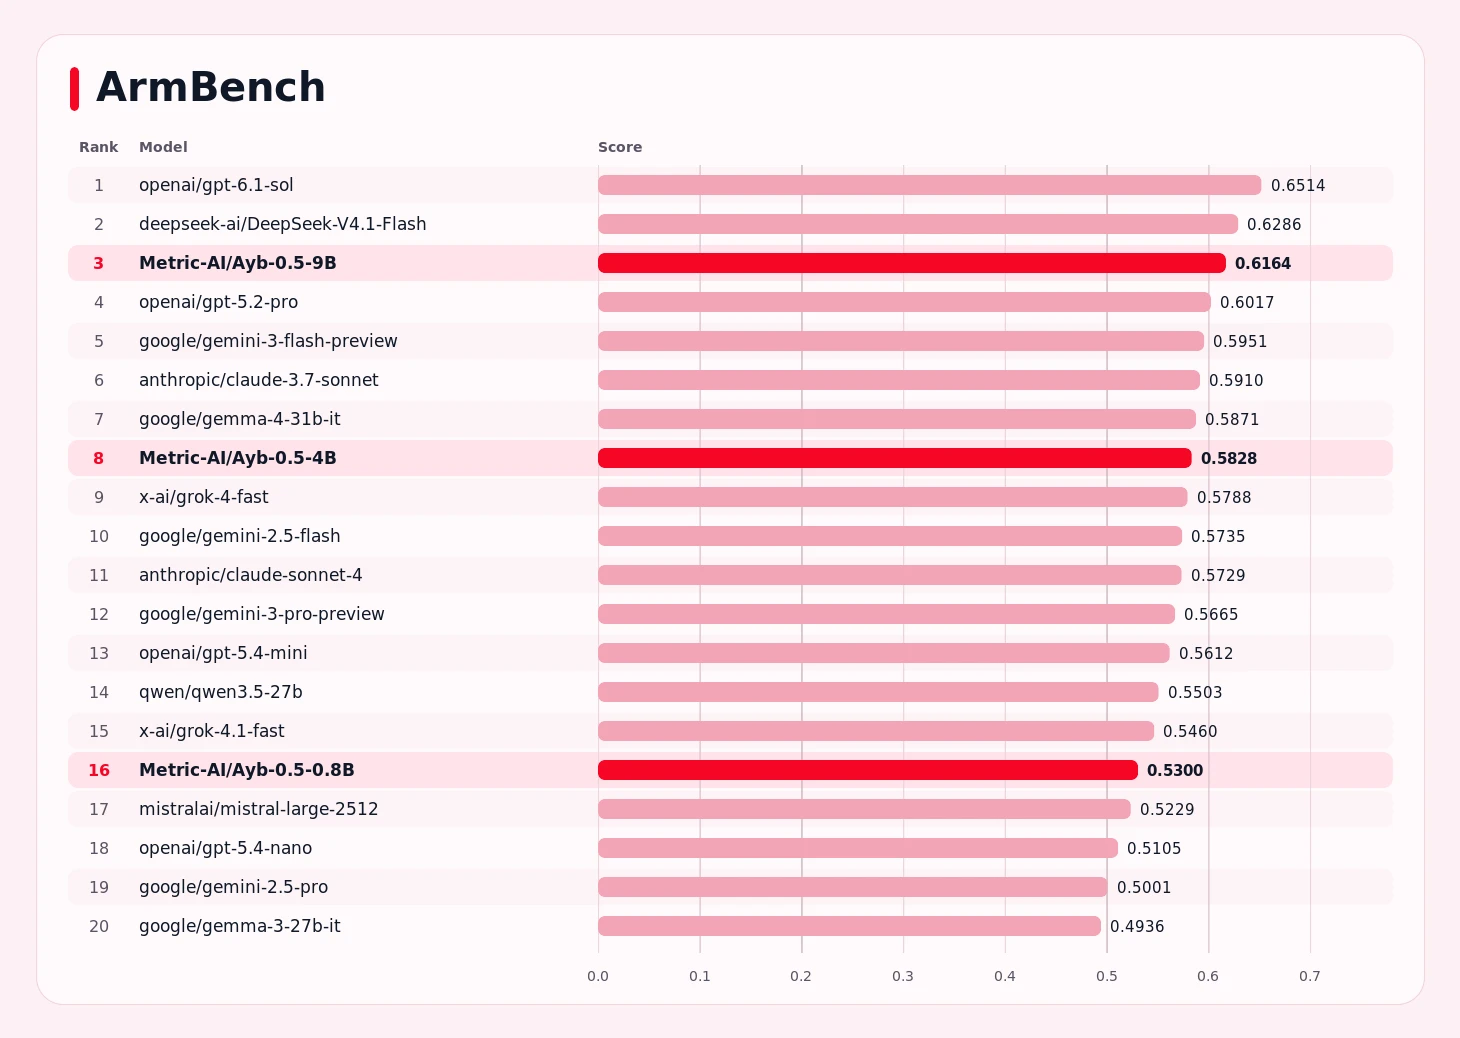 ArmBench
Rank Model Score
1 openai/gpt-6.1-sol 0.6514
2 deepseek-ai/DeepSeek-V4.1-Flash 0.6286
3 Metric-AI/Ayb-0.5-9B 0.6164
4 openai/gpt-5.2-pro 0.6017
5 google/gemini-3-flash-preview 0.5951
6 anthropic/claude-3.7-sonnet 0.5910
7 google/gemma-4-31b-it 0.5871
8 Metric-AI/Ayb-0.5-4B 0.5828
9 x-ai/grok-4-fast 0.5788
10 google/gemini-2.5-flash 0.5735
11 anthropic/claude-sonnet-4 0.5729
12 google/gemini-3-pro-preview 0.5665
13 openai/gpt-5.4-mini 0.5612
14 qwen/qwen3.5-27b 0.5503
15 x-ai/grok-4.1-fast 0.5460
16 Metric-AI/Ayb-0.5-0.8B 0.5300
17 mistralai/mistral-large-2512 0.5229
18 openai/gpt-5.4-nano 0.5105
19 google/gemini-2.5-pro 0.5001
20 google/gemma-3-27b-it 0.4936
0.0 0.1 0.2 0.3 0.4 0.5 0.6 0.7